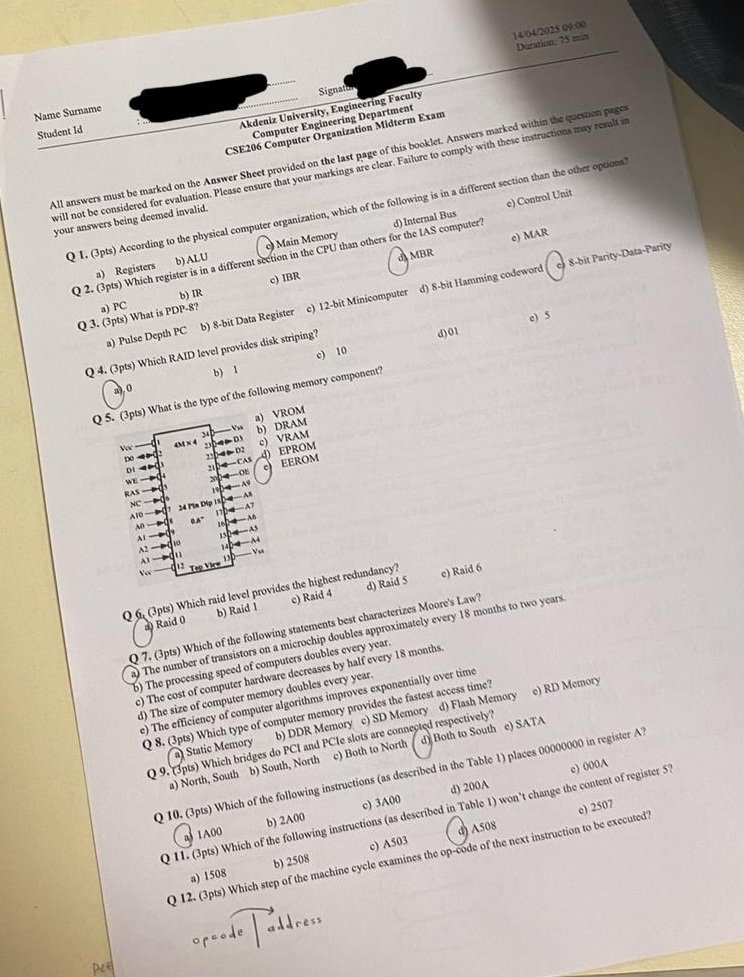 14/04/2025 09:00
Duration: 75 min
Name Surname
Signatu
Student Id :
Akdeniz University, Engineering Faculty
Computer Engineering Department
CSE206 Computer Organization Midterm Exam
All answers must be marked on the Answer Sheet provided on the last page of this booklet. Answers marked within the question pages
will not be considered for evaluation. Please ensure that your markings are clear. Failure to comply with these instructions may result in
your answers being deemed invalid.
Q 1. (3pts) According to the physical computer organization, which of the following is in a different section than the other options?
a) Registers b) ALU c) Main Memory d) Internal Bus e) Control Unit
Q 2. (3pts) Which register is in a different section in the CPU than others for the IAS computer?
a) PC b) IR c) IBR d) MBR e) MAR
Q 3. (3pts) What is PDP-8?
a) Pulse Depth PC b) 8-bit Data Register c) 12-bit Minicomputer d) 8-bit Hamming codeword e) 8-bit Parity-Data-Parity
Q 4. (3pts) Which RAID level provides disk striping?
a) 0 b) 1 c) 10 d) 01 e) 5
Q 5. (3pts) What is the type of the following memory component?
Vcc 1 24 Vss
D0 4M x 4 23 D3
D1 22 D2
WE 4 21 CAS
RAS 5 20 OE
NC 6 19 A9
A10 7 24 Pin Dip 18 A8
A0 8 0.6" 17 A7
A1 9 16 A6
A2 10 15 A5
A3 11 14 A4
Vcc 12 Top View 13 Vss
a) VROM
b) DRAM
c) VRAM
d) EPROM
e) EEROM
Q 6. (3pts) Which raid level provides the highest redundancy?
a) Raid 0 b) Raid 1 c) Raid 4 d) Raid 5 e) Raid 6
Q 7. (3pts) Which of the following statements best characterizes Moore's Law?
a) The number of transistors on a microchip doubles approximately every 18 months to two years.
b) The processing speed of computers doubles every year.
c) The cost of computer hardware decreases by half every 18 months.
d) The size of computer memory doubles every year.
e) The efficiency of computer algorithms improves exponentially over time
Q 8. (3pts) Which type of computer memory provides the fastest access time?
a) Static Memory b) DDR Memory c) SD Memory d) Flash Memory e) RD Memory
Q 9. (3pts) Which bridges do PCI and PCIe slots are connected respectively?
a) North, South b) South, North c) Both to North d) Both to South e) SATA
Q 10. (3pts) Which of the following instructions (as described in the Table 1) places 00000000 in register A?
a) 1A00 b) 2A00 c) 3A00 d) 200A e) 000A
Q 11. (3pts) Which of the following instructions (as described in Table 1) won't change the content of register 5?
a) 1508 b) 2508 c) A503 d) A508 e) 2507
Q 12. (3pts) Which step of the machine cycle examines the op-code of the next instruction to be executed?
opcode | address